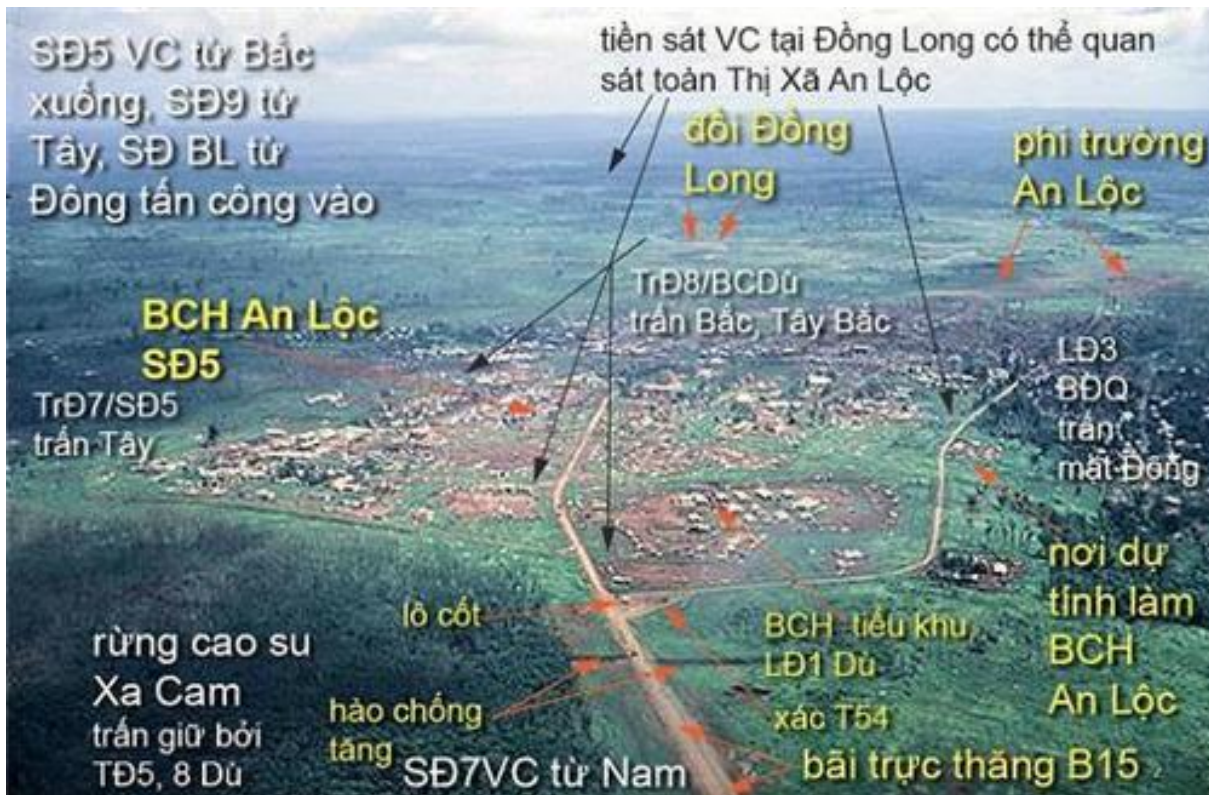 SĐ5 VC từ Bắc
xuống, SĐ9 từ
Tây, SĐ BL từ
Đông tấn công vào
tiền sát VC tại Đồng Long có thể quan
sát toàn Thị Xã An Lộc
đồi Đồng
Long
phi trường
An Lộc
TrĐ8/BCDù
trấn Bắc, Tây Bắc
BCH An Lộc
SĐ5
TrĐ7/SĐ5
trấn Tây
LĐ3
BĐQ
trấn
mặt Đông
nơi dự
tính làm
BCH
An Lộc
lô cốt
BCH tiểu khu,
LĐ1 Dù
xác T54
rừng cao su
Xa Cam
trấn giữ bởi
TĐ5, 8 Dù
hào chống
tăng
SĐ7VC từ Nam
bãi trực thăng B15